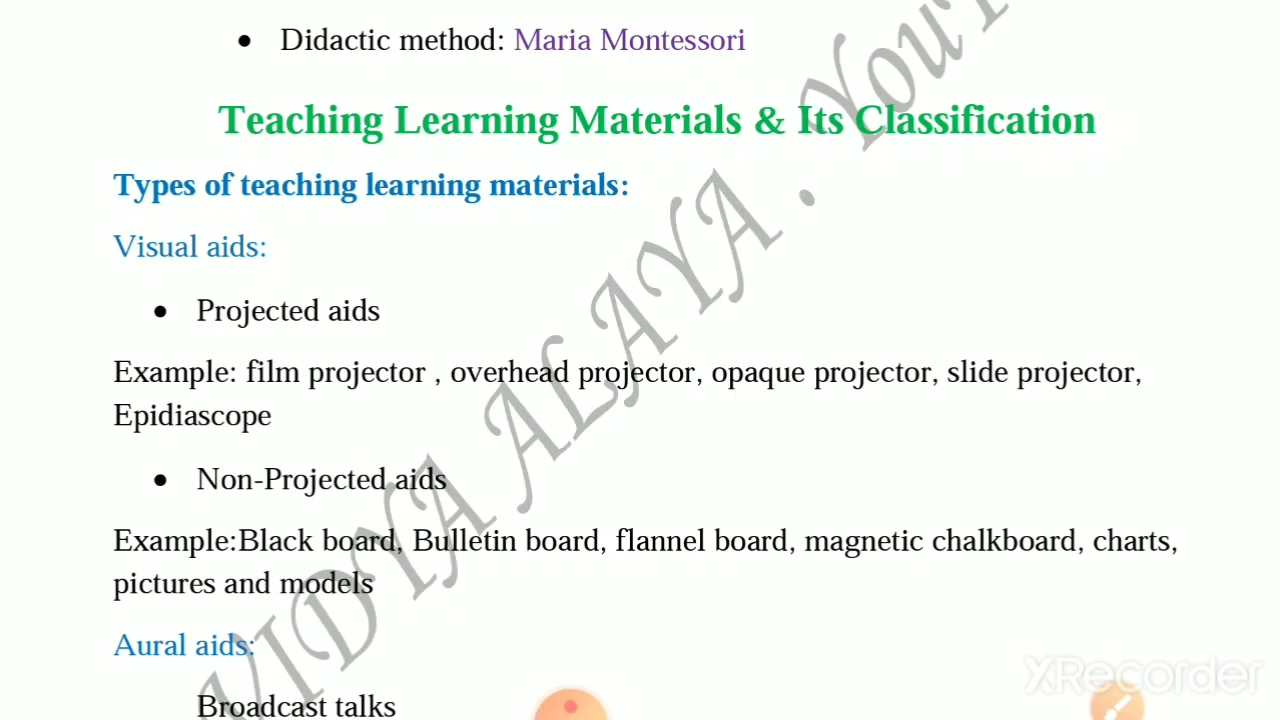 • Didactic method: Maria Montessori
Teaching Learning Materials & Its Classification
Types of teaching learning materials:
Visual aids:
• Projected aids
Example: film projector , overhead projector, opaque projector, slide projector,
Epidiascope
• Non-Projected aids
Example:Black board, Bulletin board, flannel board, magnetic chalkboard, charts,
pictures and models
Aural aids:
Broadcast talks
VIDYA ALAYA . YouT
XRecorder